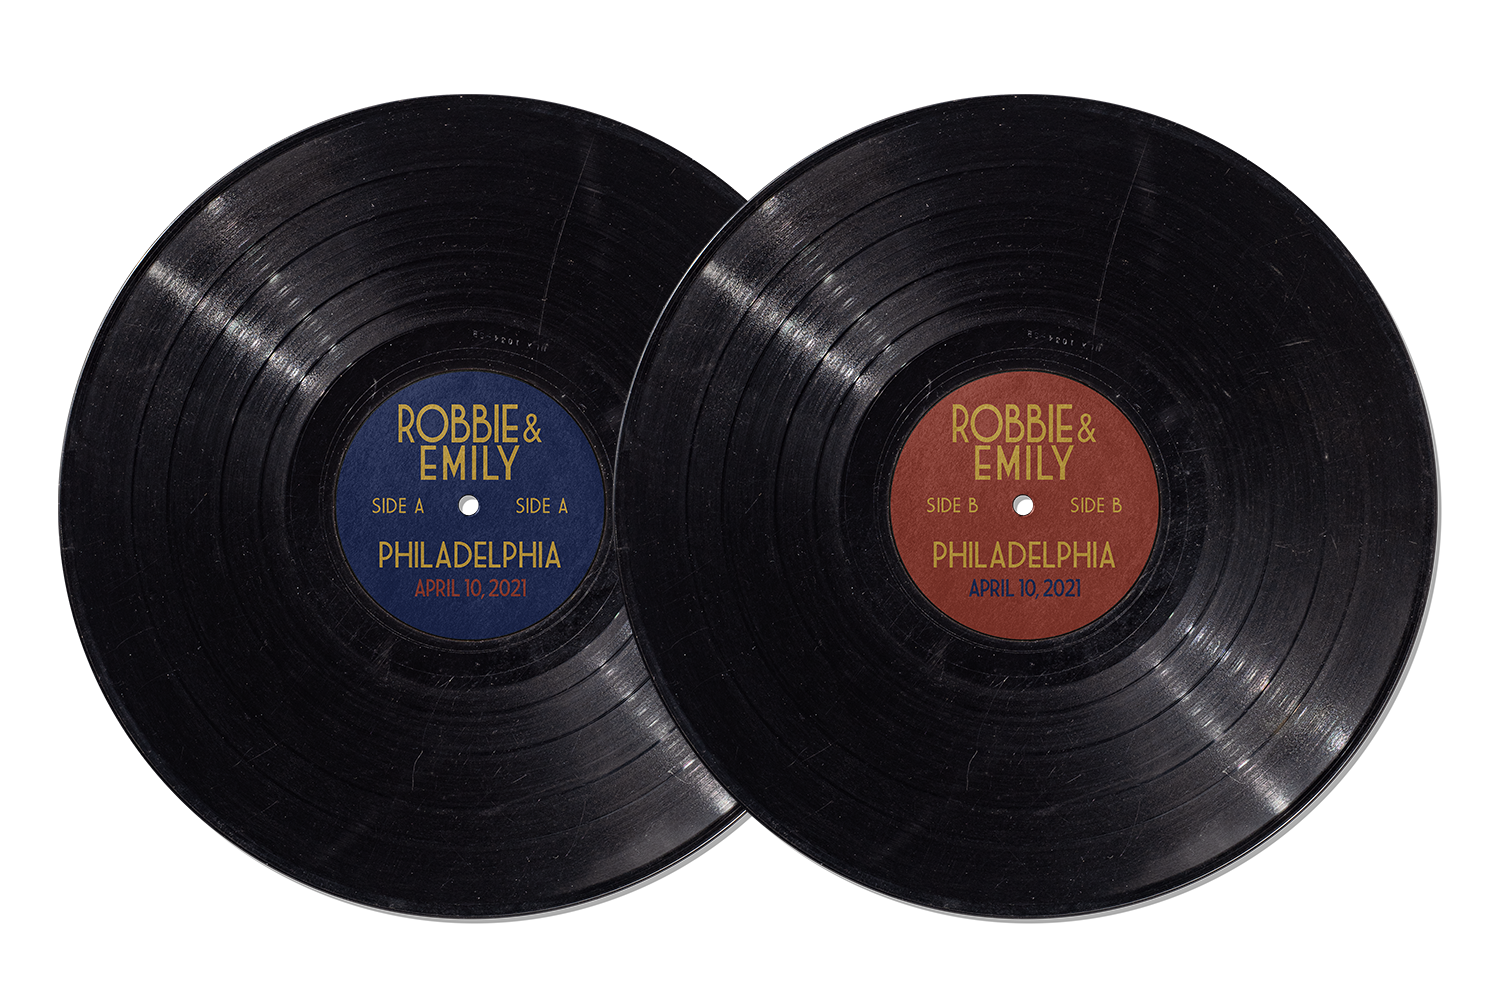 ROBBIE &
EMILY
SIDE A SIDE A
PHILADELPHIA
APRIL 10, 2021
ROBBIE &
EMILY
SIDE B SIDE B
PHILADELPHIA
APRIL 10, 2021